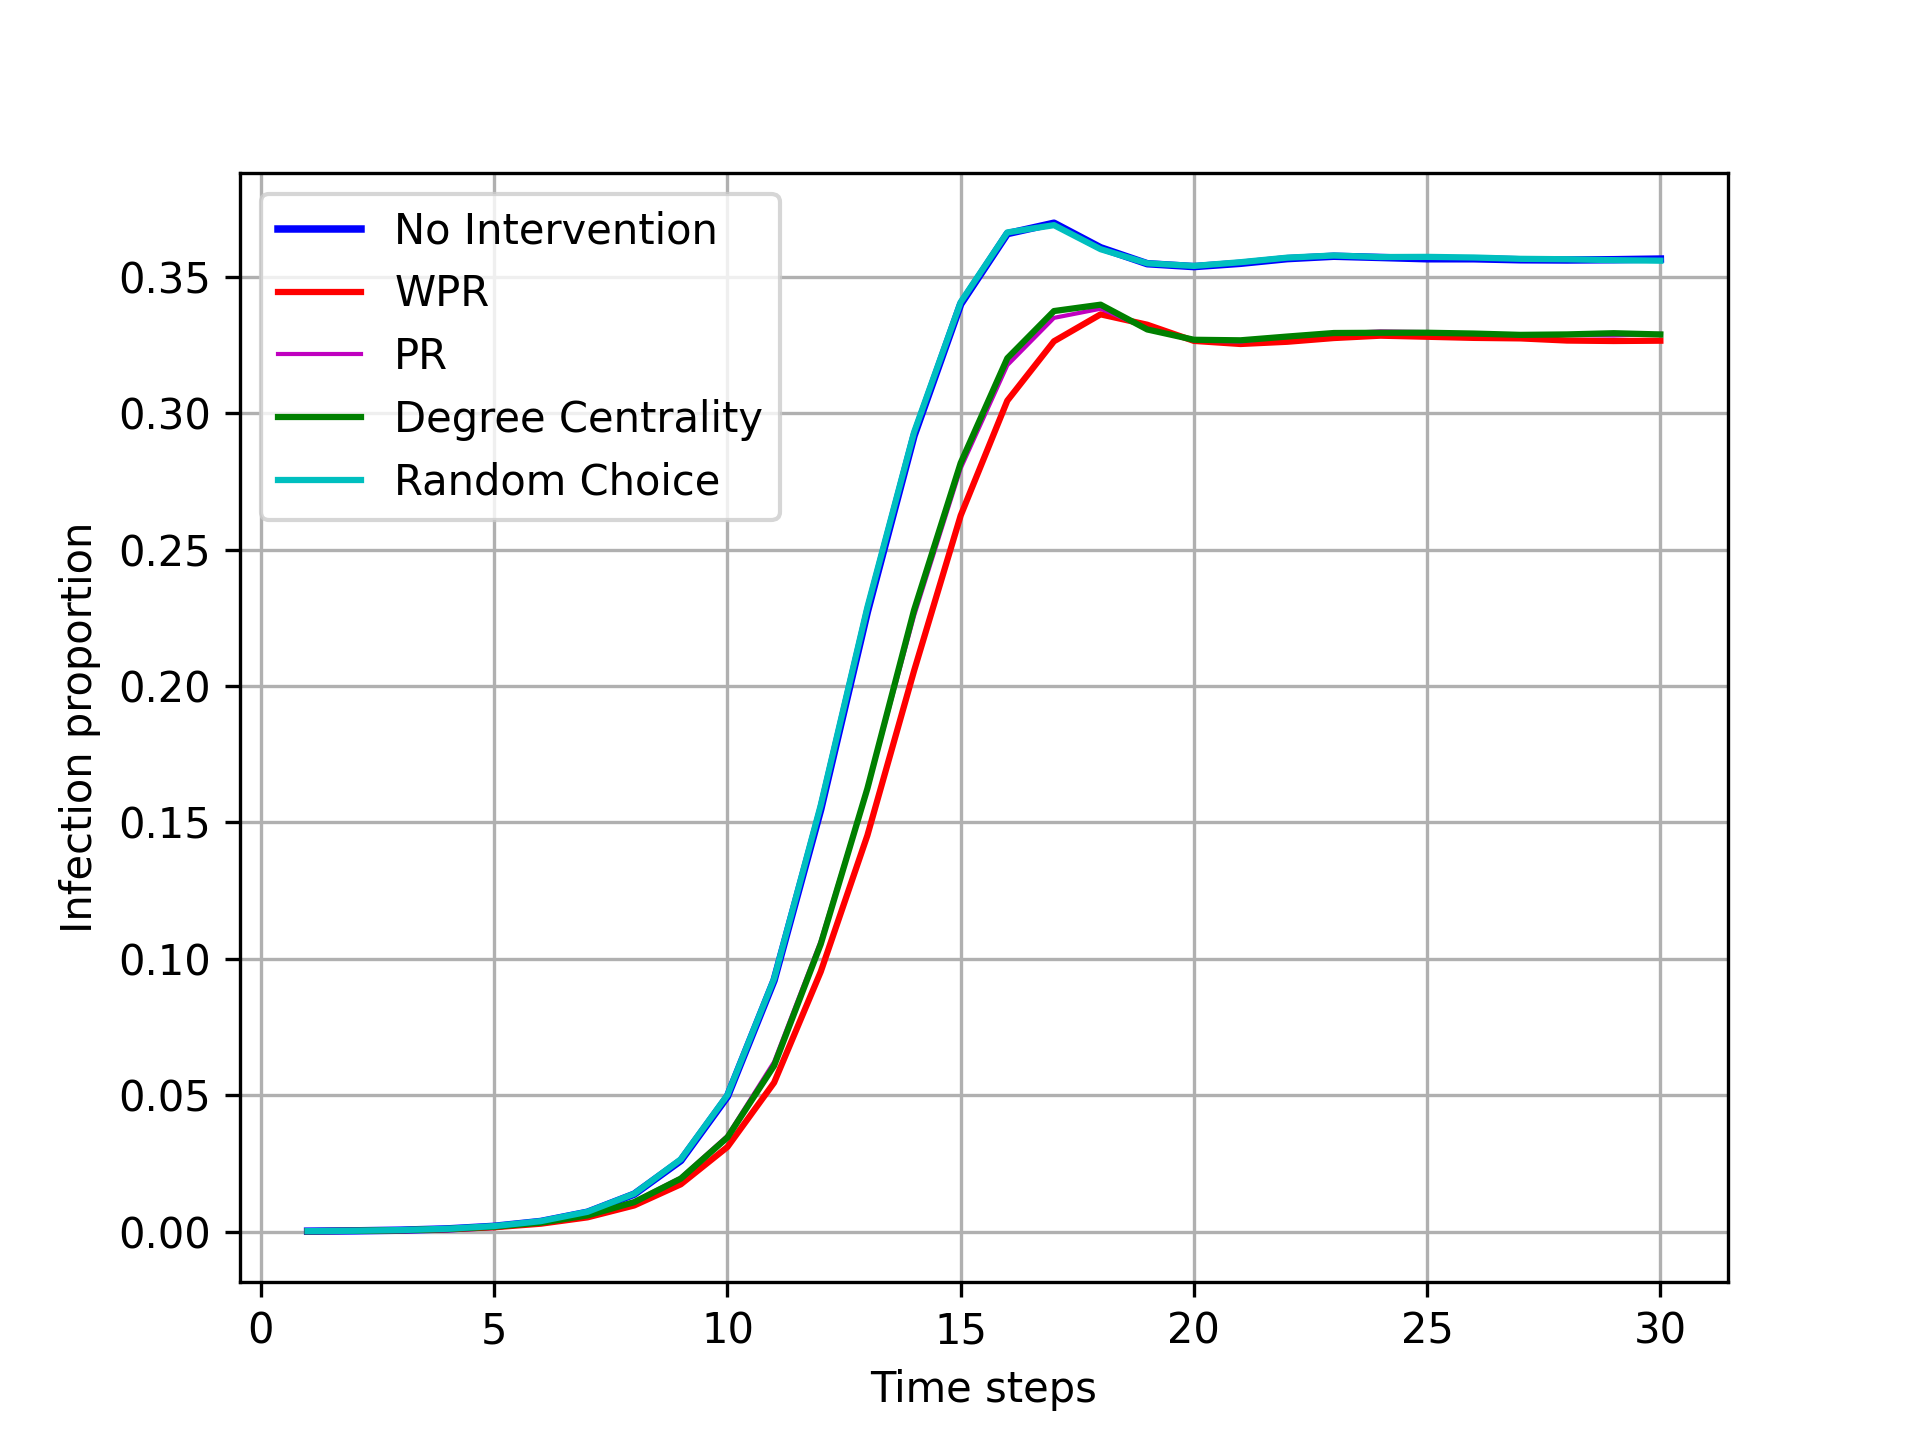 No Intervention
WPR
PR
Degree Centrality
Random Choice
Infection proportion
0.35
0.30
0.25
0.20
0.15
0.10
0.05
0.00
0 5 10 15 20 25 30
Time steps